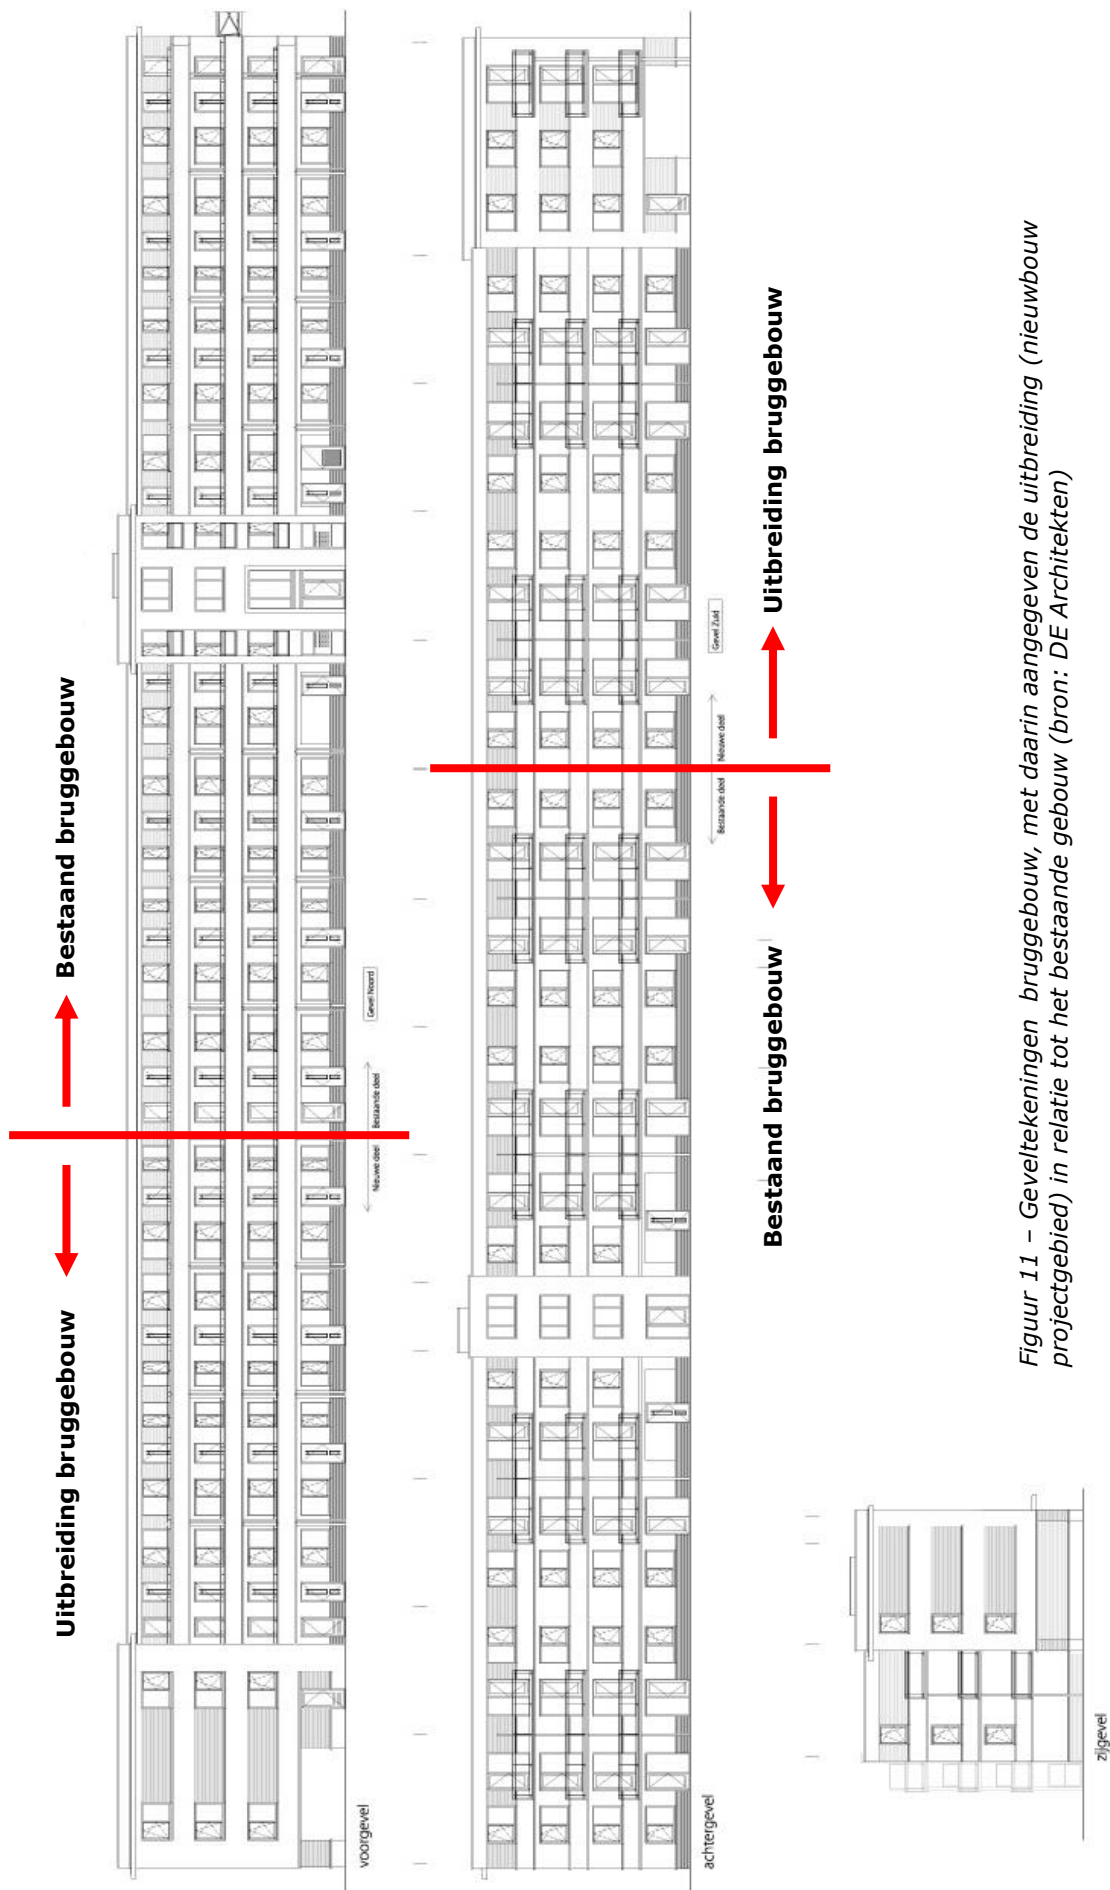 Uitbreiding bruggebouw
Bestaand bruggebouw
Nieuwe deel
Bestaande deel
Gevel Noord
voorgevel
Bestaande deel
Nieuwe deel
Gevel Zuid
achtergevel
Bestaand bruggebouw
Uitbreiding bruggebouw
zijgevel
Figuur 11 – Geveltekeningen bruggebouw, met daarin aangegeven de uitbreiding (nieuwbouw
projectgebied) in relatie tot het bestaande gebouw (bron: DE Architekten)